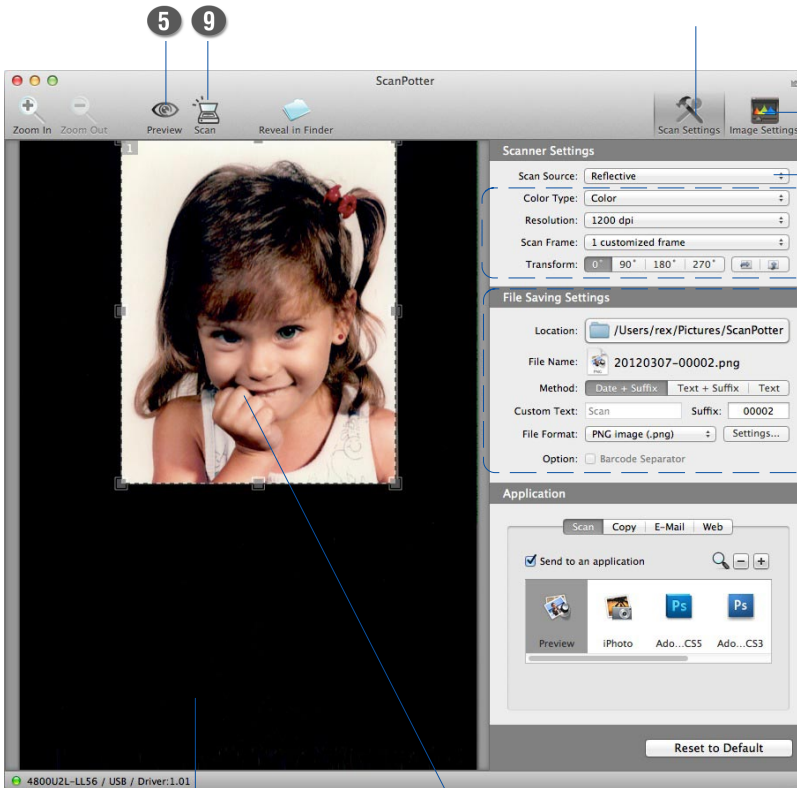 5 9
ScanPotter
Zoom In Zoom Out Preview Scan Reveal in Finder Scan Settings Image Settings
1
Scanner Settings
Scan Source: Reflective
Color Type: Color
Resolution: 1200 dpi
Scan Frame: 1 customized frame
Transform: 0° 90° 180° 270°
File Saving Settings
Location: /Users/rex/Pictures/ScanPotter
File Name: PNG 20120307-00002.png
Method: Date + Suffix Text + Suffix Text
Custom Text: Scan Suffix: 00002
File Format: PNG image (.png) Settings...
Option: Barcode Separator
Application
Scan Copy E-Mail Web
Send to an application
Ps Ps
Preview iPhoto Ado...CS5 Ado...CS3
Reset to Default
4800U2L-LL56 / USB / Driver:1.01